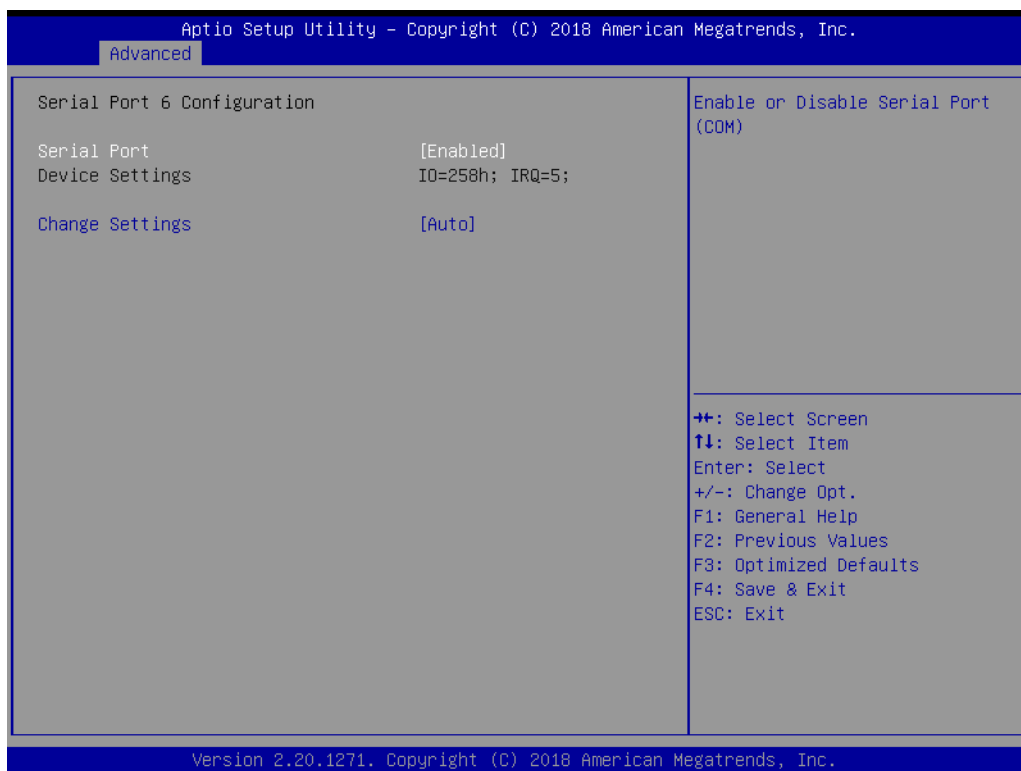 Aptio Setup Utility – Copyright (C) 2018 American Megatrends, Inc.
Advanced
Serial Port 6 Configuration
Serial Port [Enabled]
Device Settings IO=258h; IRQ=5;
Change Settings [Auto]
Enable or Disable Serial Port
(COM)
→←: Select Screen
↑↓: Select Item
Enter: Select
+/-: Change Opt.
F1: General Help
F2: Previous Values
F3: Optimized Defaults
F4: Save & Exit
ESC: Exit
Version 2.20.1271. Copyright (C) 2018 American Megatrends, Inc.